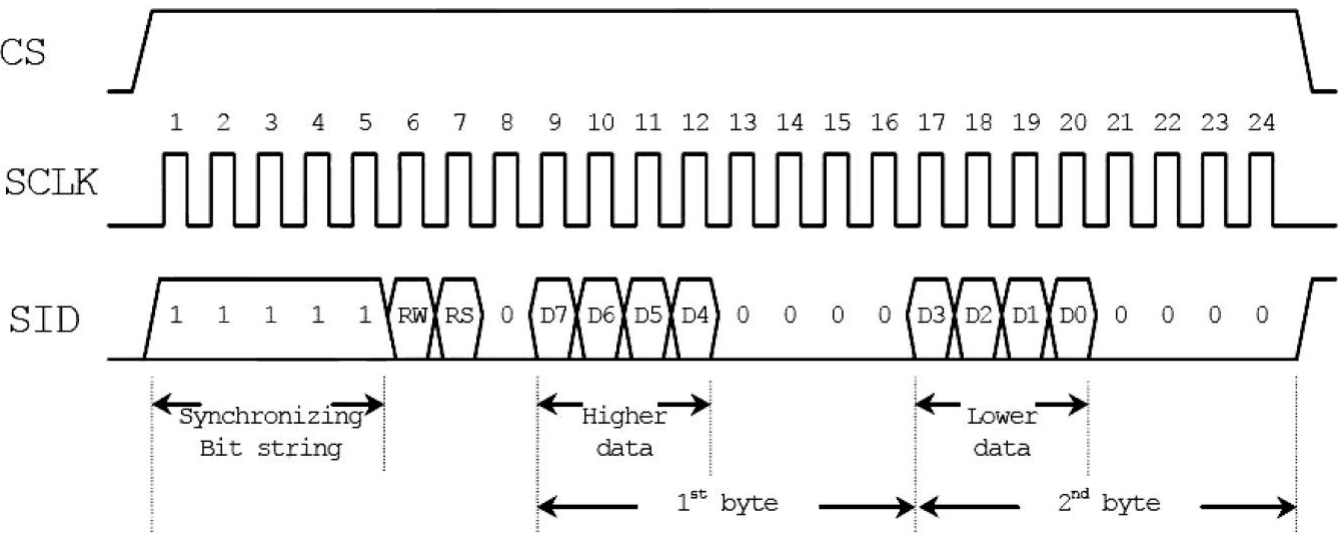 CS
1 2 3 4 5 6 7 8 9 10 11 12 13 14 15 16 17 18 19 20 21 22 23 24
SCLK
SID 1 1 1 1 1 RW RS 0 D7 D6 D5 D4 0 0 0 0 D3 D2 D1 D0 0 0 0 0
Synchronizing Higher Lower
Bit string data data
1st byte 2nd byte